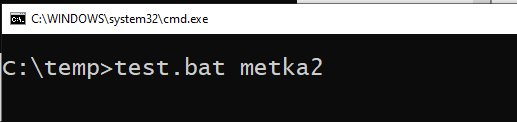 C:\WINDOWS\system32\cmd.exe
C:\temp>test.bat metka2